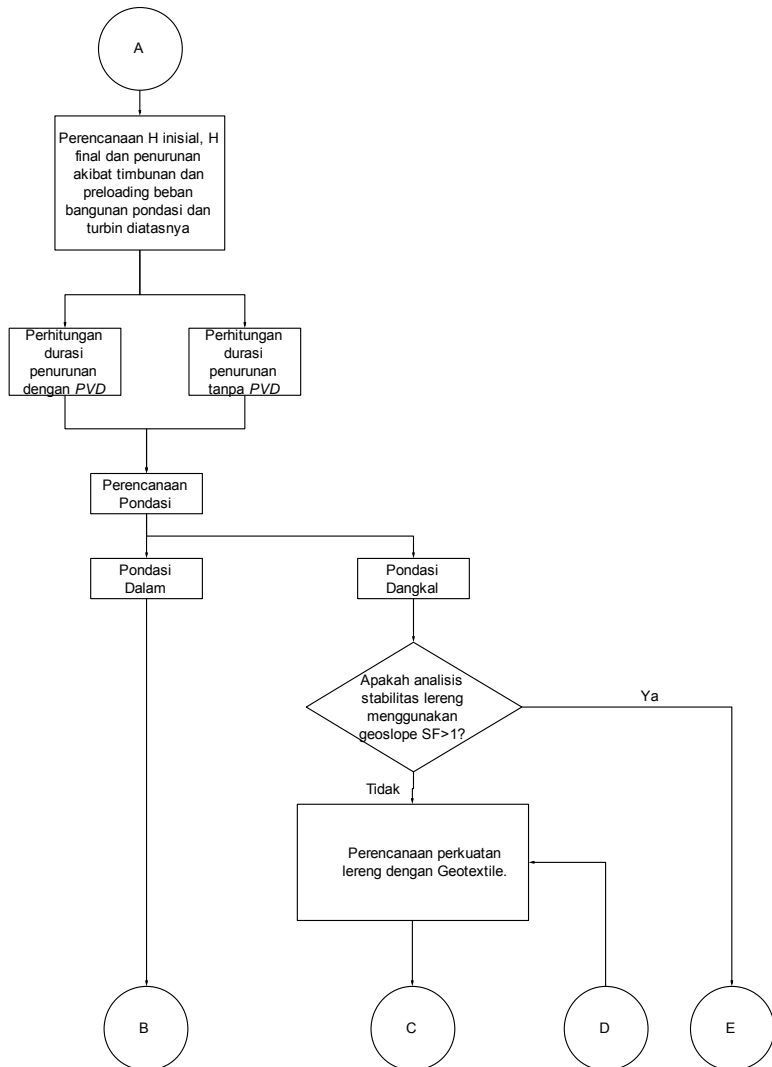 A
Perencanaan H inisial, H
final dan penurunan
akibat timbunan dan
preloading beban
bangunan pondasi dan
turbin diatasnya
Perhitungan
durasi
penurunan
dengan PVD
Perhitungan
durasi
penurunan
tanpa PVD
Perencanaan
Pondasi
Pondasi
Dalam
Pondasi
Dangkal
Apakah analisis
stabilitas lereng
menggunakan
geoslope SF>1?
Ya
Tidak
Perencanaan perkuatan
lereng dengan Geotextile.
B
C
D
E